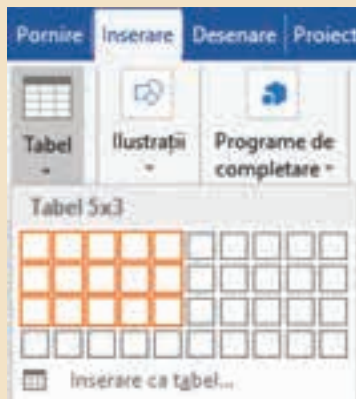 Pornire Inserare Desenare Proiect
Tabel Ilustrații Programe de
completare
Tabel 5x3
Inserare ca tabel...